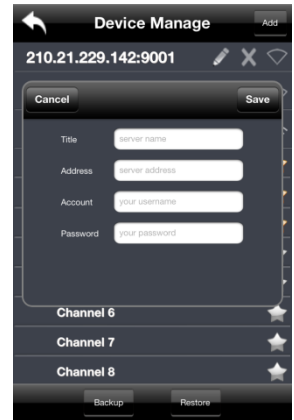 Device Manage
Add
210.21.229.142:9001
Cancel
Save
Title
server name
Address
server address
Account
your username
Password
your password
Channel 6
Channel 7
Channel 8
Backup
Restore